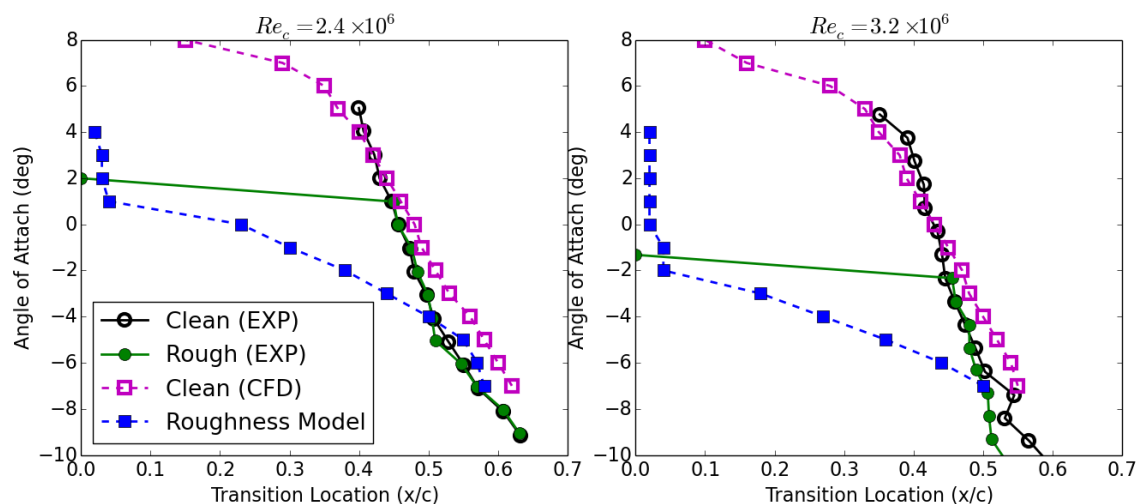 Re_c = 2.4 ×10^6
8
6
4
2
0
−2
−4
−6
−8
−10
Angle of Attach (deg)
Clean (EXP)
Rough (EXP)
Clean (CFD)
Roughness Model
0.0 0.1 0.2 0.3 0.4 0.5 0.6 0.7
Transition Location (x/c)
Re_c = 3.2 ×10^6
8
6
4
2
0
−2
−4
−6
−8
−10
Angle of Attach (deg)
0.0 0.1 0.2 0.3 0.4 0.5 0.6 0.7
Transition Location (x/c)